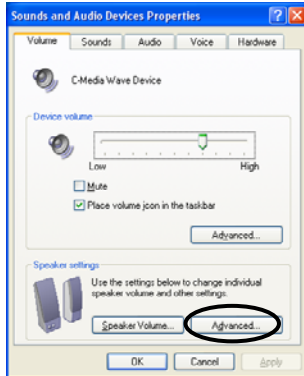 Sounds and Audio Devices Properties
Volume Sounds Audio Voice Hardware
C-Media Wave Device
Device volume
Low High
Mute
Place volume icon in the taskbar
Advanced...
Speaker settings
Use the settings below to change individual
speaker volume and other settings.
Speaker Volume... Advanced...
OK Cancel Apply